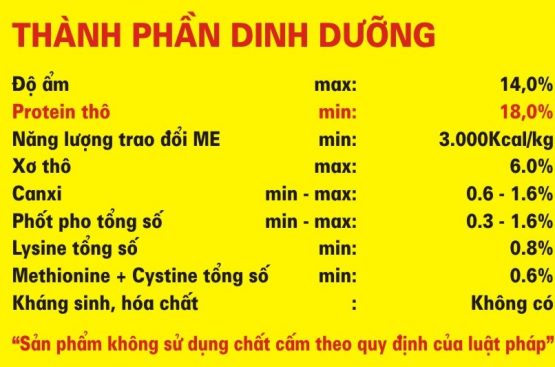 THÀNH PHẦN DINH DƯỠNG
Độ ẩm max: 14,0%
Protein thô min: 18,0%
Năng lượng trao đổi ME min: 3.000Kcal/kg
Xơ thô max: 6.0%
Canxi min - max: 0.6 - 1.6%
Phốt pho tổng số min - max: 0.3 - 1.6%
Lysine tổng số min: 0.8%
Methionine + Cystine tổng số min: 0.6%
Kháng sinh, hóa chất : Không có
“Sản phẩm không sử dụng chất cấm theo quy định của luật pháp”